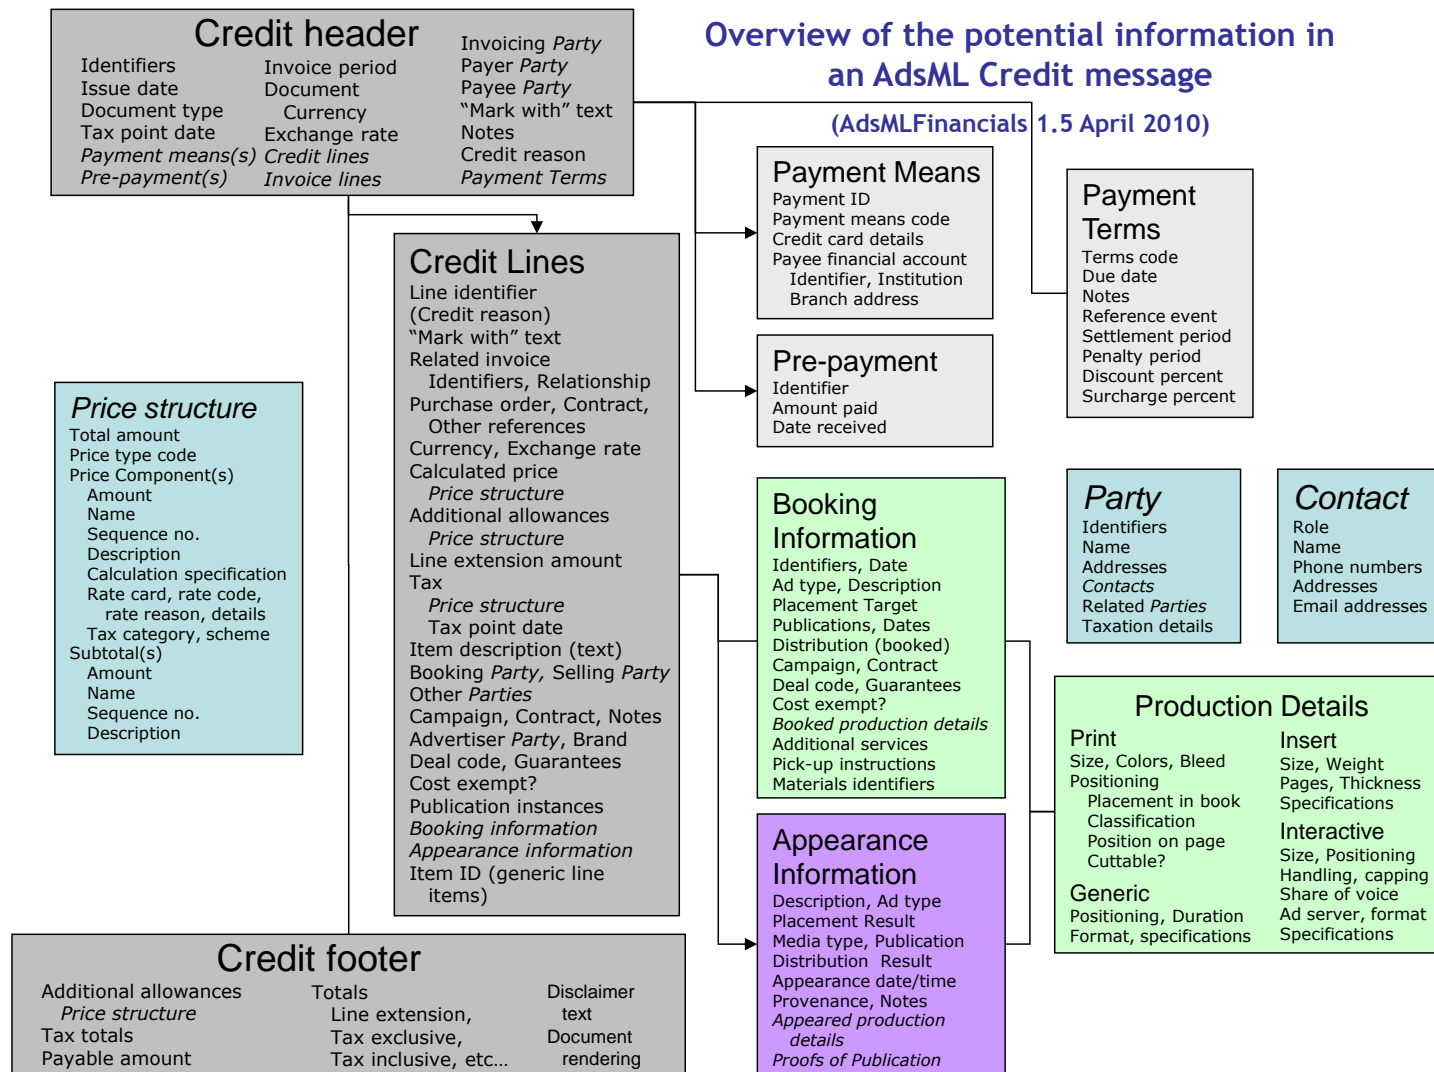 Overview of the potential information in
an AdsML Credit message
(AdsMLFinancials 1.5 April 2010)
Credit header
Identifiers
Issue date
Document type
Tax point date
Payment means(s)
Pre-payment(s)
Invoice period
Document
Currency
Exchange rate
Credit lines
Invoice lines
Invoicing Party
Payer Party
Payee Party
“Mark with” text
Notes
Credit reason
Payment Terms
Payment Means
Payment ID
Payment means code
Credit card details
Payee financial account
Identifier, Institution
Branch address
Payment
Terms
Terms code
Due date
Notes
Reference event
Settlement period
Penalty period
Discount percent
Surcharge percent
Pre-payment
Identifier
Amount paid
Date received
Credit Lines
Line identifier
(Credit reason)
“Mark with” text
Related invoice
Identifiers, Relationship
Purchase order, Contract,
Other references
Currency, Exchange rate
Calculated price
Price structure
Additional allowances
Price structure
Line extension amount
Tax
Price structure
Tax point date
Item description (text)
Booking Party, Selling Party
Other Parties
Campaign, Contract, Notes
Advertiser Party, Brand
Deal code, Guarantees
Cost exempt?
Publication instances
Booking information
Appearance information
Item ID (generic line
items)
Price structure
Total amount
Price type code
Price Component(s)
Amount
Name
Sequence no.
Description
Calculation specification
Rate card, rate code,
rate reason, details
Tax category, scheme
Subtotal(s)
Amount
Name
Sequence no.
Description
Booking
Information
Identifiers, Date
Ad type, Description
Placement Target
Publications, Dates
Distribution (booked)
Campaign, Contract
Deal code, Guarantees
Cost exempt?
Booked production details
Additional services
Pick-up instructions
Materials identifiers
Party
Identifiers
Name
Addresses
Contacts
Related Parties
Taxation details
Contact
Role
Name
Phone numbers
Addresses
Email addresses
Production Details
Print
Size, Colors, Bleed
Positioning
Placement in book
Classification
Position on page
Cuttable?
Generic
Positioning, Duration
Format, specifications
Insert
Size, Weight
Pages, Thickness
Specifications
Interactive
Size, Positioning
Handling, capping
Share of voice
Ad server, format
Specifications
Appearance
Information
Description, Ad type
Placement Result
Media type, Publication
Distribution Result
Appearance date/time
Provenance, Notes
Appeared production
details
Proofs of Publication
Credit footer
Additional allowances
Price structure
Tax totals
Payable amount
Totals
Line extension,
Tax exclusive,
Tax inclusive, etc…
Disclaimer
text
Document
rendering